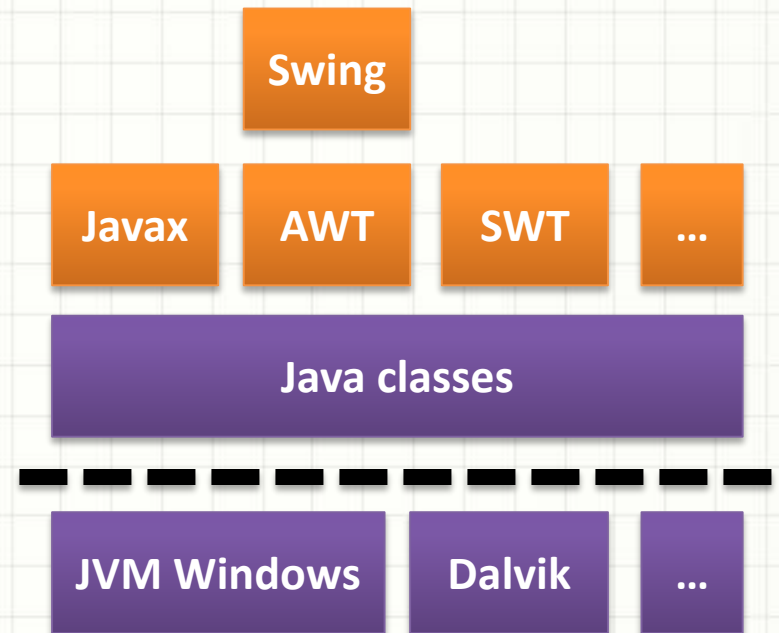 Swing
Javax
AWT
SWT
...
Java classes
JVM Windows
Dalvik
...